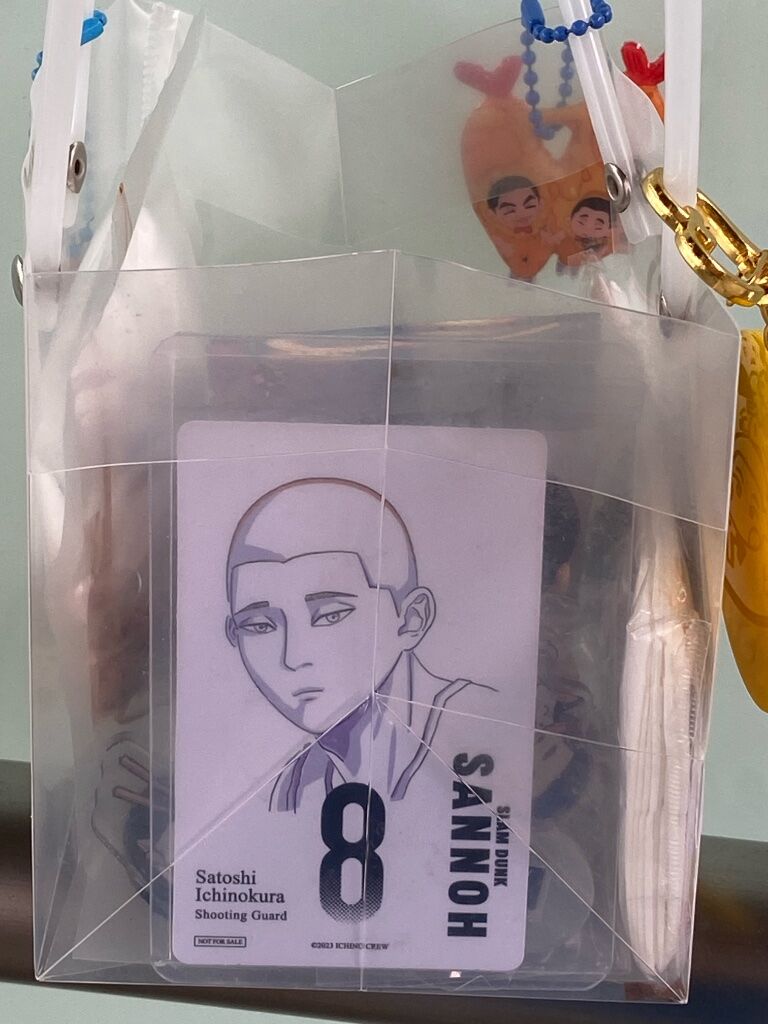 8
Satoshi
Ichinokura
Shooting Guard
NOT FOR SALE
©2023 ICHINO CREW
SLAM DUNK
SANNOH